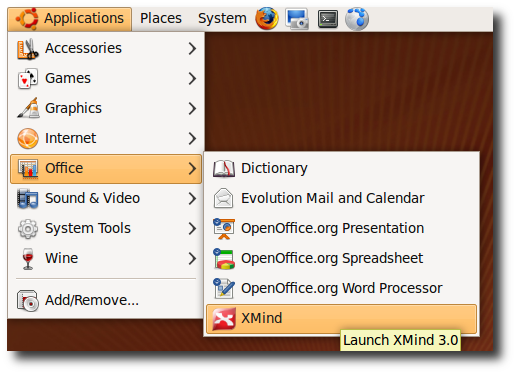 Applications Places System
Accessories
Games
Graphics
Internet
Office
Sound & Video
System Tools
Wine
Add/Remove...
Dictionary
Evolution Mail and Calendar
OpenOffice.org Presentation
OpenOffice.org Spreadsheet
OpenOffice.org Word Processor
XMind
Launch XMind 3.0